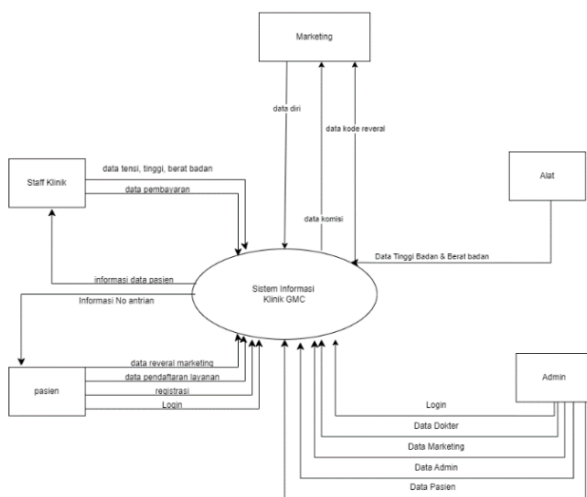 Marketing
data diri
data kode reveral
data komisi
Staff Klinik
data tensi, tinggi, berat badan
data pembayaran
Alat
Data Tinggi Badan & Berat badan
informasi data pasien
Sistem Informasi
Klinik GMC
Informasi No antrian
pasien
data reveral marketing
data pendaftaran layanan
registrasi
Login
Admin
Login
Data Dokter
Data Marketing
Data Admin
Data Pasien